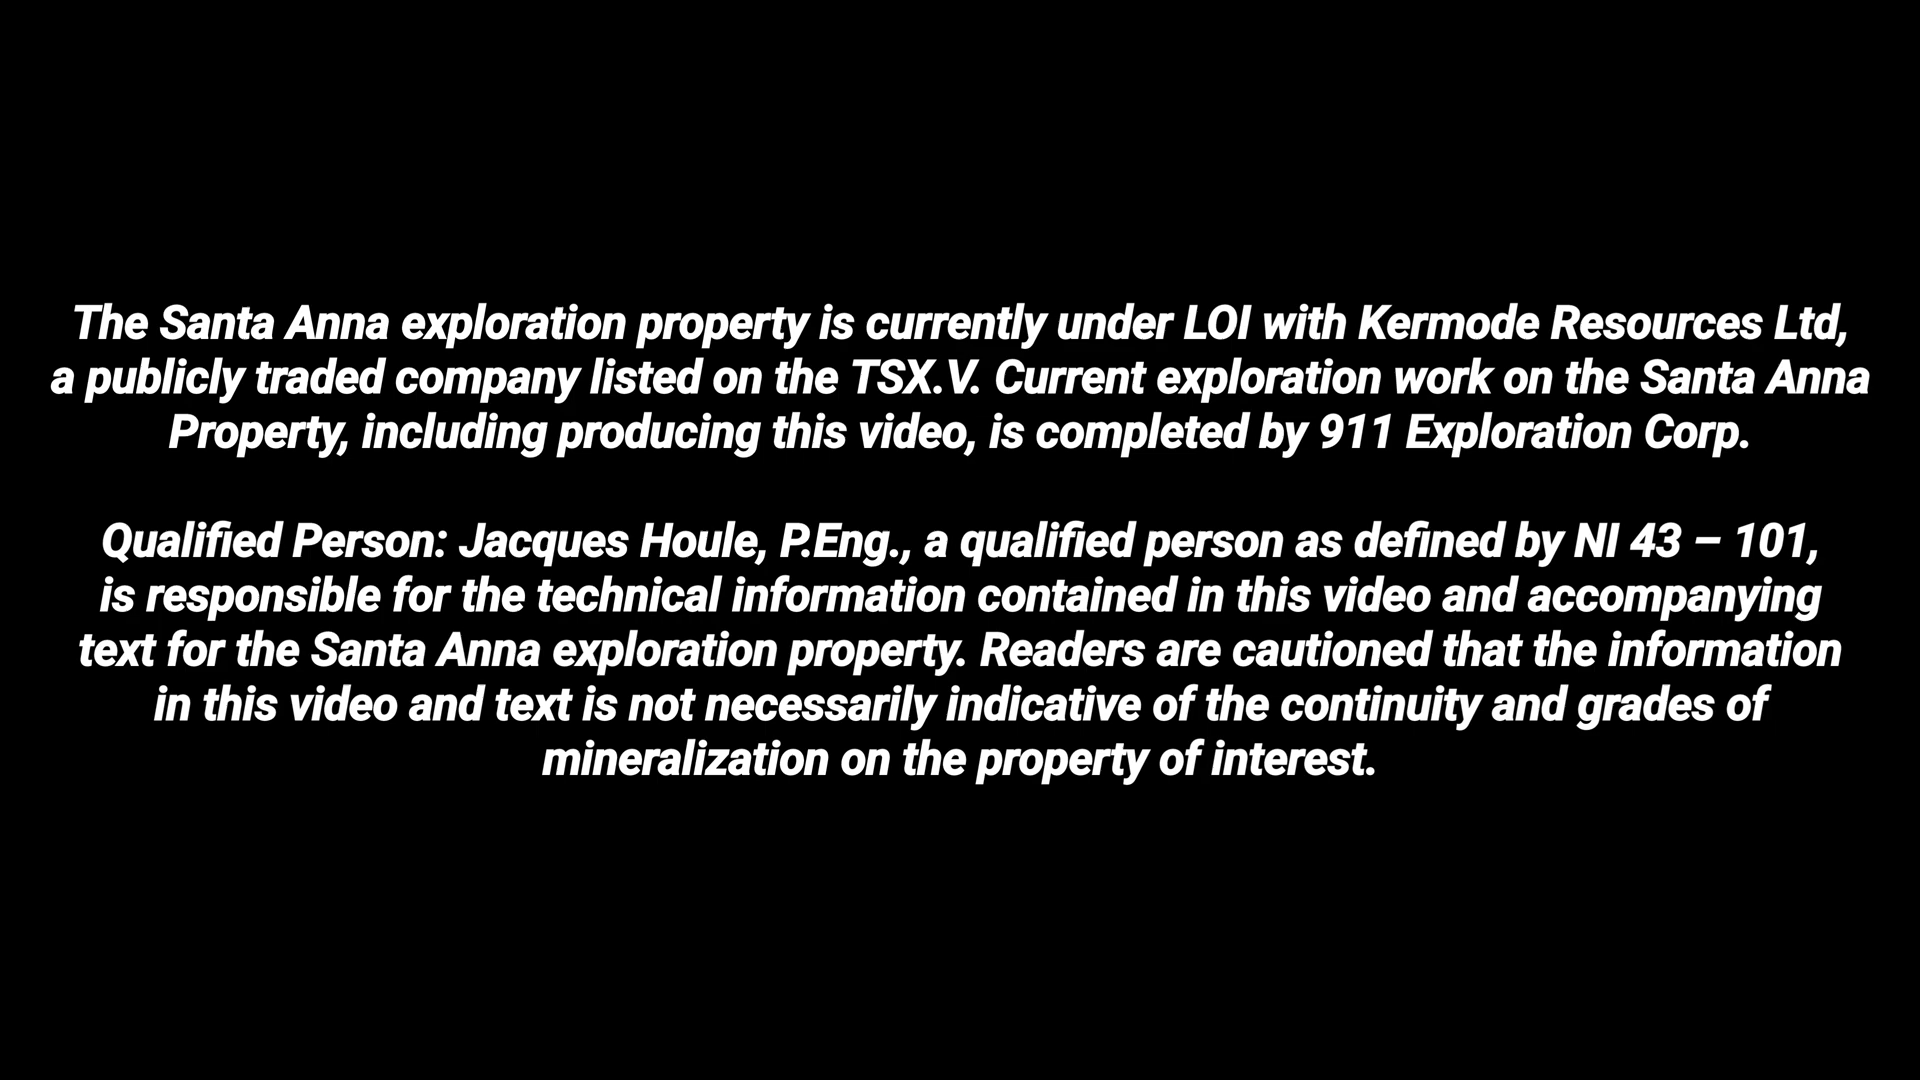 The Santa Anna exploration property is currently under LOI with Kermode Resources Ltd,
a publicly traded company listed on the TSX.V. Current exploration work on the Santa Anna
Property, including producing this video, is completed by 911 Exploration Corp.
Qualified Person: Jacques Houle, P.Eng., a qualified person as defined by NI 43 – 101,
is responsible for the technical information contained in this video and accompanying
text for the Santa Anna exploration property. Readers are cautioned that the information
in this video and text is not necessarily indicative of the continuity and grades of
mineralization on the property of interest.